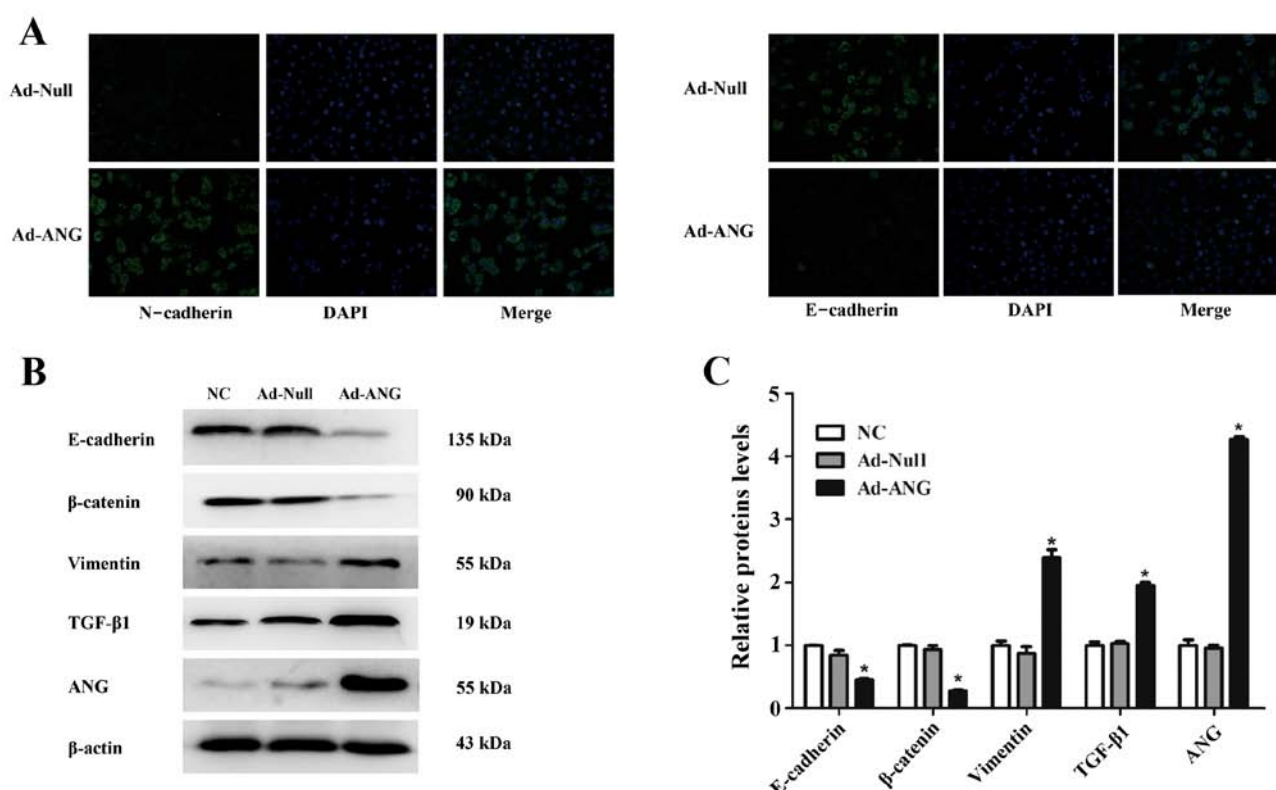 A
Ad-Null
Ad-ANG
N-cadherin DAPI Merge
Ad-Null
Ad-ANG
E-cadherin DAPI Merge
B
NC Ad-Null Ad-ANG
E-cadherin 135 kDa
β-catenin 90 kDa
Vimentin 55 kDa
TGF-β1 19 kDa
ANG 55 kDa
β-actin 43 kDa
C
Relative proteins levels
5
4
3
2
1
0
NC
Ad-Null
Ad-ANG
* * * * *
E-cadherin
β-catenin
Vimentin
TGF-β1
ANG